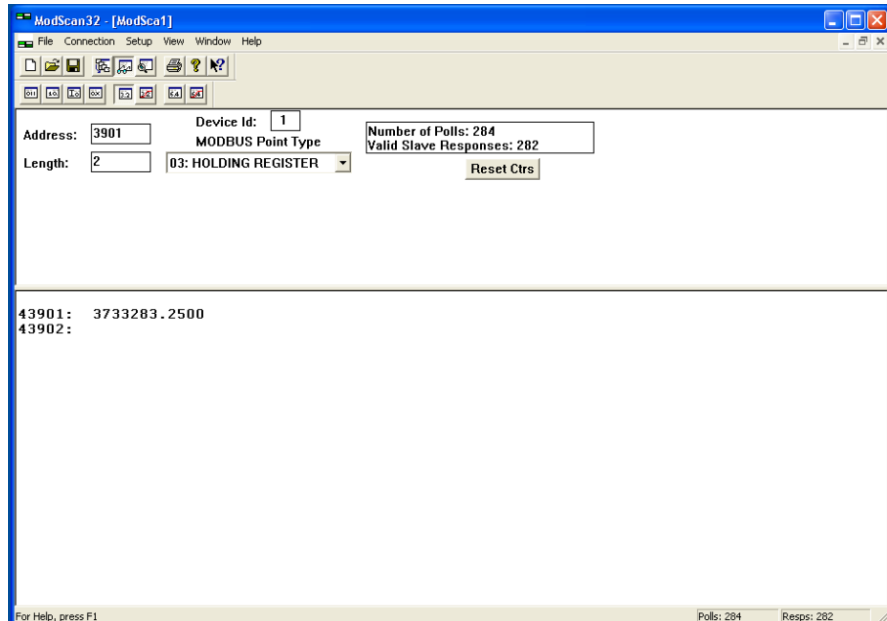 ModScan32 - [ModSca1]
File Connection Setup View Window Help
Device Id: 1
Address: 3901
MODBUS Point Type
Length: 2
03: HOLDING REGISTER
Number of Polls: 284
Valid Slave Responses: 282
Reset Ctrs
43901: 3733283.2500
43902:
For Help, press F1
Polls: 284
Resps: 282